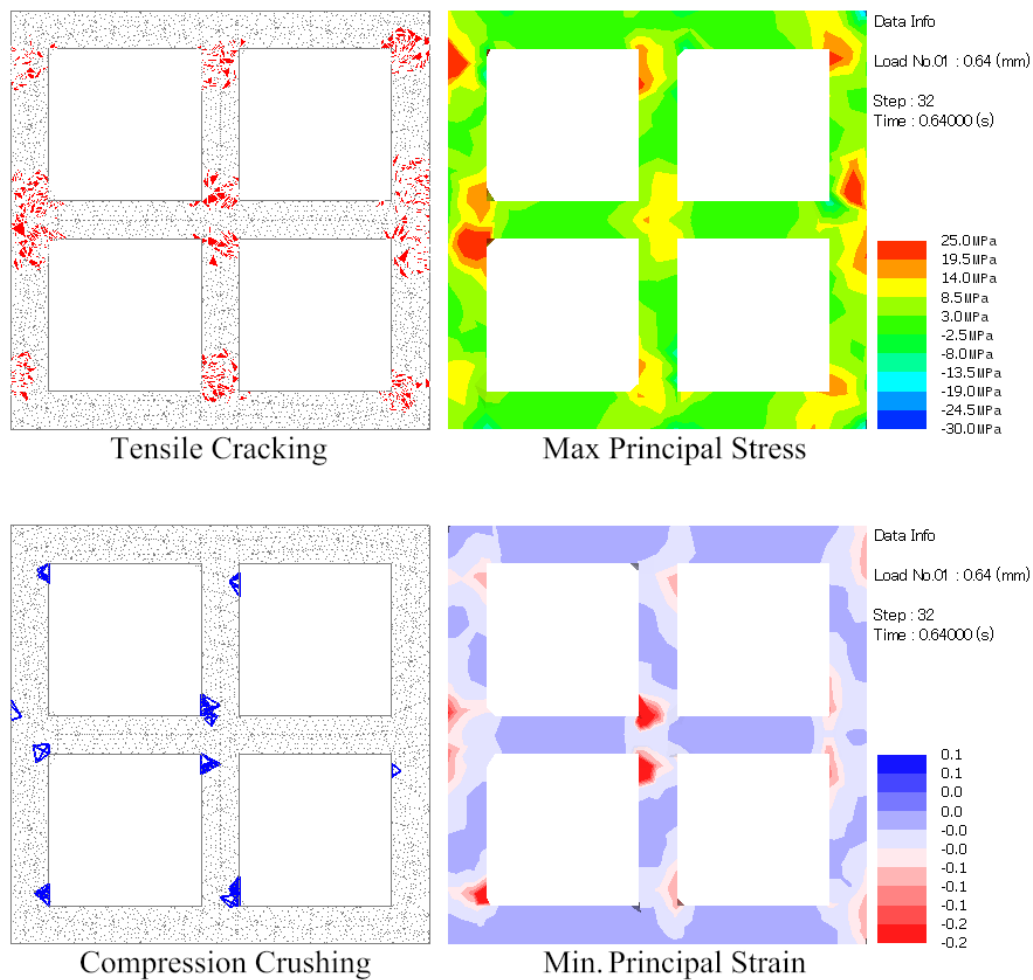 Data Info
Load No.01 : 0.64 (mm)
Step : 32
Time : 0.64000 (s)
25.0MPa
19.5MPa
14.0MPa
8.5MPa
3.0MPa
-2.5MPa
-8.0MPa
-13.5MPa
-19.0MPa
-24.5MPa
-30.0MPa
Tensile Cracking
Max Principal Stress
Data Info
Load No.01 : 0.64 (mm)
Step : 32
Time : 0.64000 (s)
0.1
0.1
0.0
0.0
-0.0
-0.0
-0.1
-0.1
-0.1
-0.2
-0.2
Compression Crushing
Min. Principal Strain